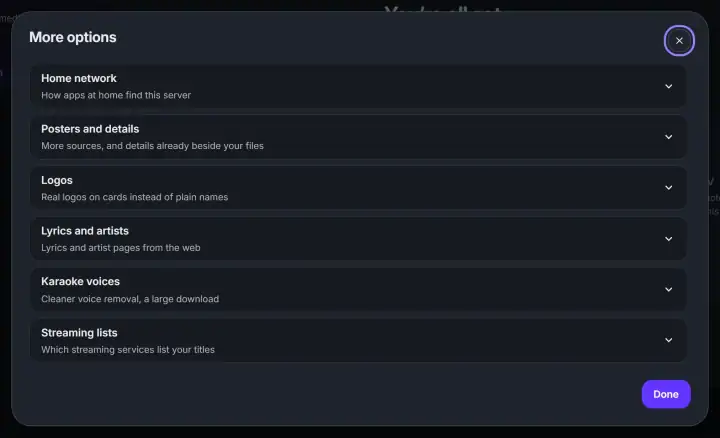 More options
Home network
How apps at home find this server
Posters and details
More sources, and details already beside your files
Logos
Real logos on cards instead of plain names
Lyrics and artists
Lyrics and artist pages from the web
Karaoke voices
Cleaner voice removal, a large download
Streaming lists
Which streaming services list your titles
Done